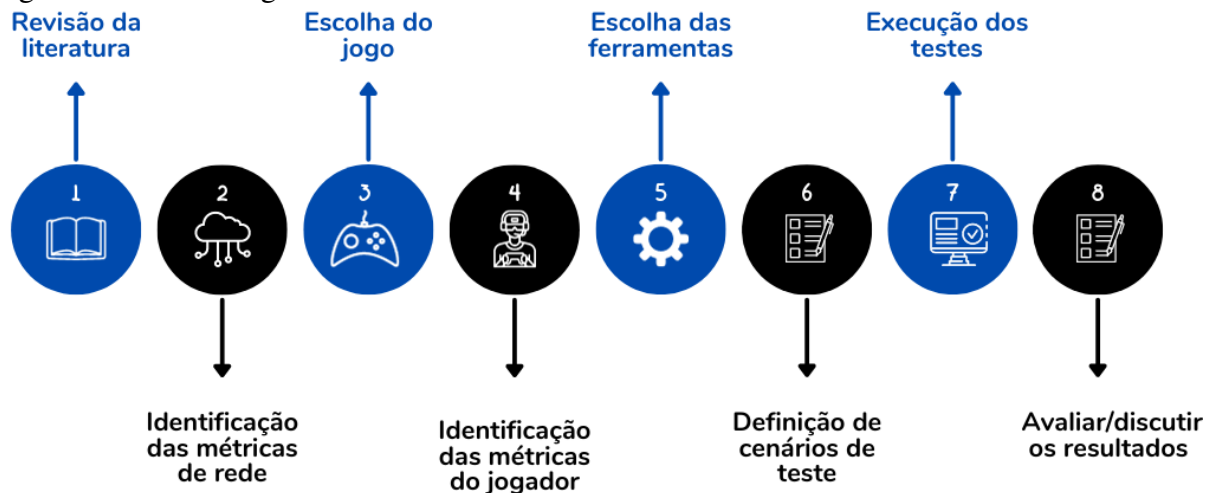 Revisão da
literatura
Escolha do
jogo
Escolha das
ferramentas
Execução dos
testes
1
2
3
4
5
6
7
8
Identificação
das métricas
de rede
Identificação
das métricas
do jogador
Definição de
cenários de
teste
Avaliar/discutir
os resultados